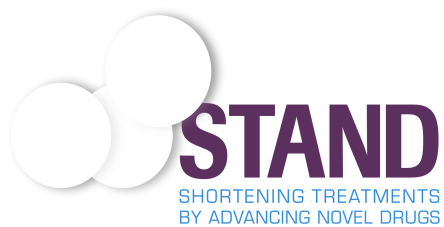 STAND
SHORTENING TREATMENTS
BY ADVANCING NOVEL DRUGS